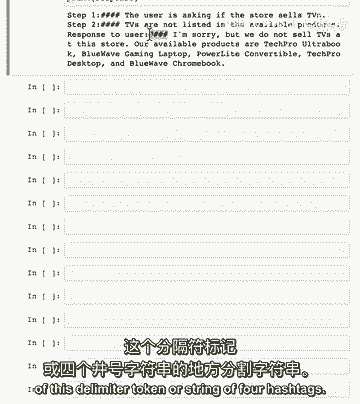 Step 1:#### The user is asking if the store sells TVs.
Step 2:#### TVs are not listed in the available products.
Response to user:#### I'm sorry, but we do not sell TVs a
t this store. Our available products are TechPro Ultraboo
k, BlueWave Gaming Laptop, PowerLite Convertible, TechPro
Desktop, and BlueWave Chromebook.
In [ ]:
In [ ]:
In [ ]:
In [ ]:
In [ ]:
In [ ]:
In [ ]:
In [ ]:
In [ ]:
In [ ]:
In [ ]:
In [ ]:
In [ ]:
In [ ]:
这个分隔符标记
或四个井号字符串的地方分割字符串。
of this delimiter token or string of four hashtags.